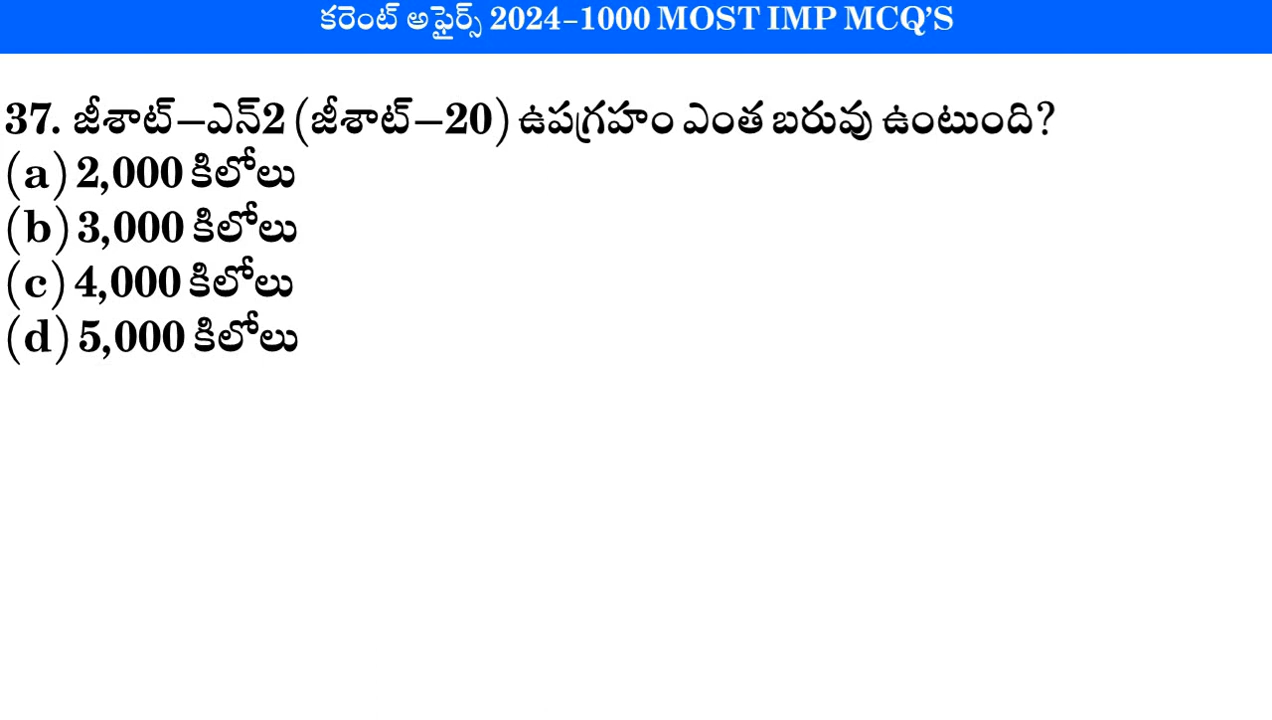 కరెంట్ అఫైర్స్ 2024-1000 MOST IMP MCQ'S
37. జీశాట్-ఎన్2 (జీశాట్-20) ఉపగ్రహం ఎంత బరువు ఉంటుంది?
(a) 2,000 కిలోలు
(b) 3,000 కిలోలు
(c) 4,000 కిలోలు
(d) 5,000 కిలోలు